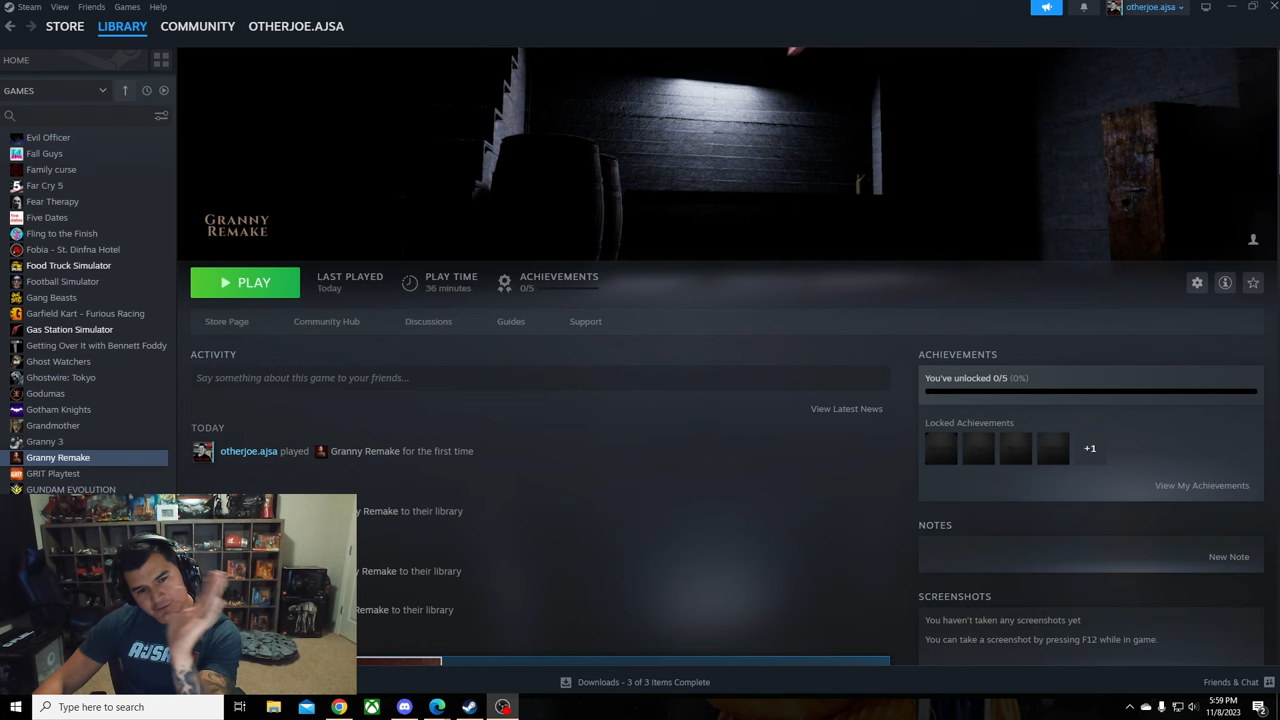 Steam View Friends Games Help
otherjoe.ajsa
STORE LIBRARY COMMUNITY OTHERJOE.AJSA
HOME
GAMES
Evil Officer
Fall Guys
Family curse
Far Cry 5
Fear Therapy
Five Dates
Fling to the Finish
Fobia - St. Dinfna Hotel
Food Truck Simulator
Football Simulator
Gang Beasts
Garfield Kart - Furious Racing
Gas Station Simulator
Getting Over It with Bennett Foddy
Ghost Watchers
Ghostwire: Tokyo
Godumas
Gotham Knights
Grandmother
Granny 3
Granny Remake
GRIT Playtest
GUNDAM EVOLUTION
GRANNY
REMAKE
PLAY
LAST PLAYED
Today
PLAY TIME
36 minutes
ACHIEVEMENTS
0/5
Store Page Community Hub Discussions Guides Support
ACTIVITY
Say something about this game to your friends...
View Latest News
TODAY
otherjoe.ajsa played Granny Remake for the first time
y Remake to their library
y Remake to their library
Remake to their library
ACHIEVEMENTS
You've unlocked 0/5 (0%)
Locked Achievements
+1
View My Achievements
NOTES
New Note
SCREENSHOTS
You haven't taken any screenshots yet
You can take a screenshot by pressing F12 while in game.
AJSA
Downloads - 3 of 3 Items Complete
Friends & Chat
Type here to search
5:59 PM
11/8/2023
2